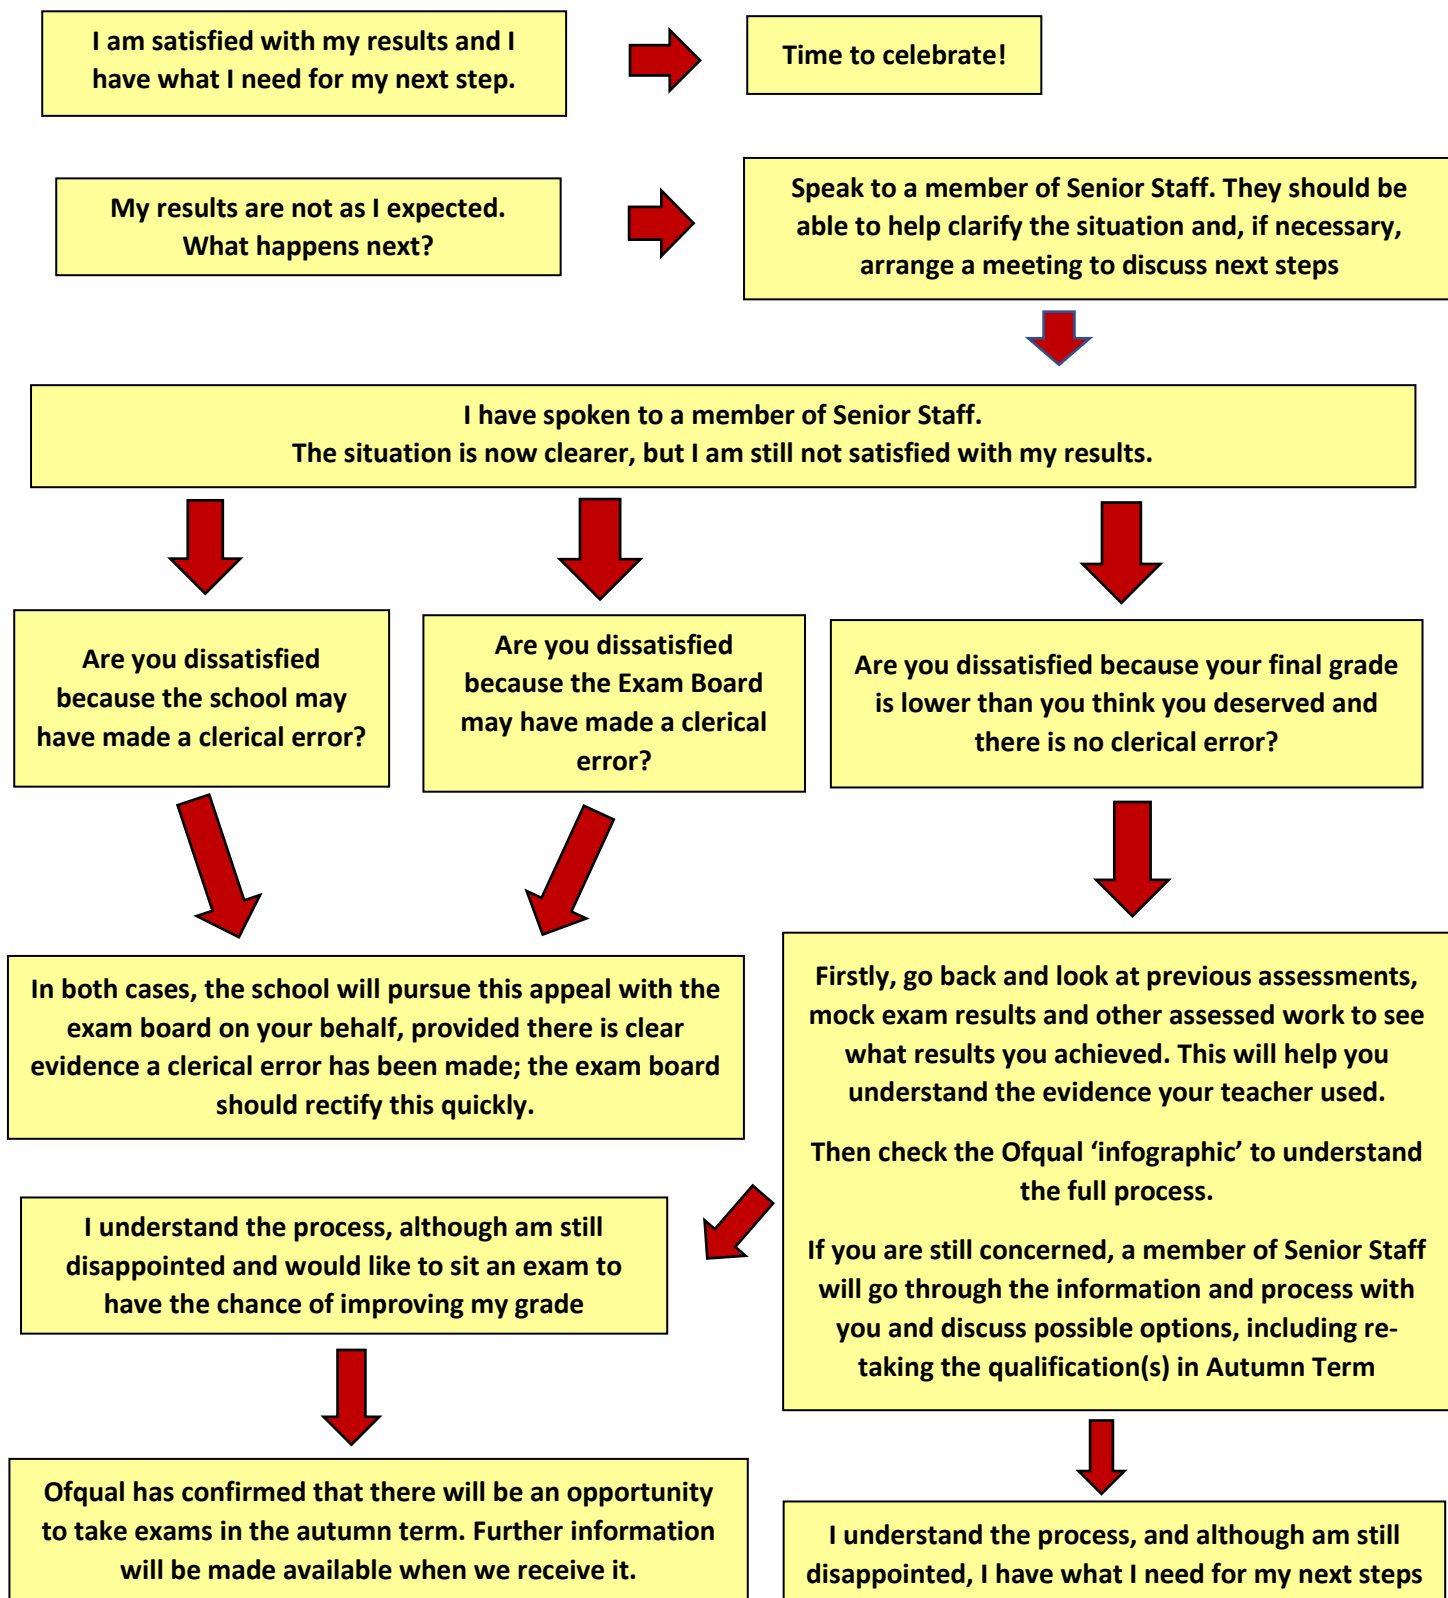 I am satisfied with my results and I
have what I need for my next step.
Time to celebrate!
My results are not as I expected.
What happens next?
Speak to a member of Senior Staff. They should be
able to help clarify the situation and, if necessary,
arrange a meeting to discuss next steps
I have spoken to a member of Senior Staff.
The situation is now clearer, but I am still not satisfied with my results.
Are you dissatisfied
because the school may
have made a clerical error?
Are you dissatisfied
because the Exam Board
may have made a clerical
error?
Are you dissatisfied because your final grade
is lower than you think you deserved and
there is no clerical error?
In both cases, the school will pursue this appeal with the
exam board on your behalf, provided there is clear
evidence a clerical error has been made; the exam board
should rectify this quickly.
Firstly, go back and look at previous assessments,
mock exam results and other assessed work to see
what results you achieved. This will help you
understand the evidence your teacher used.
Then check the Ofqual ‘infographic’ to understand
the full process.
If you are still concerned, a member of Senior Staff
will go through the information and process with
you and discuss possible options, including re-
taking the qualification(s) in Autumn Term
I understand the process, although am still
disappointed and would like to sit an exam to
have the chance of improving my grade
Ofqual has confirmed that there will be an opportunity
to take exams in the autumn term. Further information
will be made available when we receive it.
I understand the process, and although am still
disappointed, I have what I need for my next steps